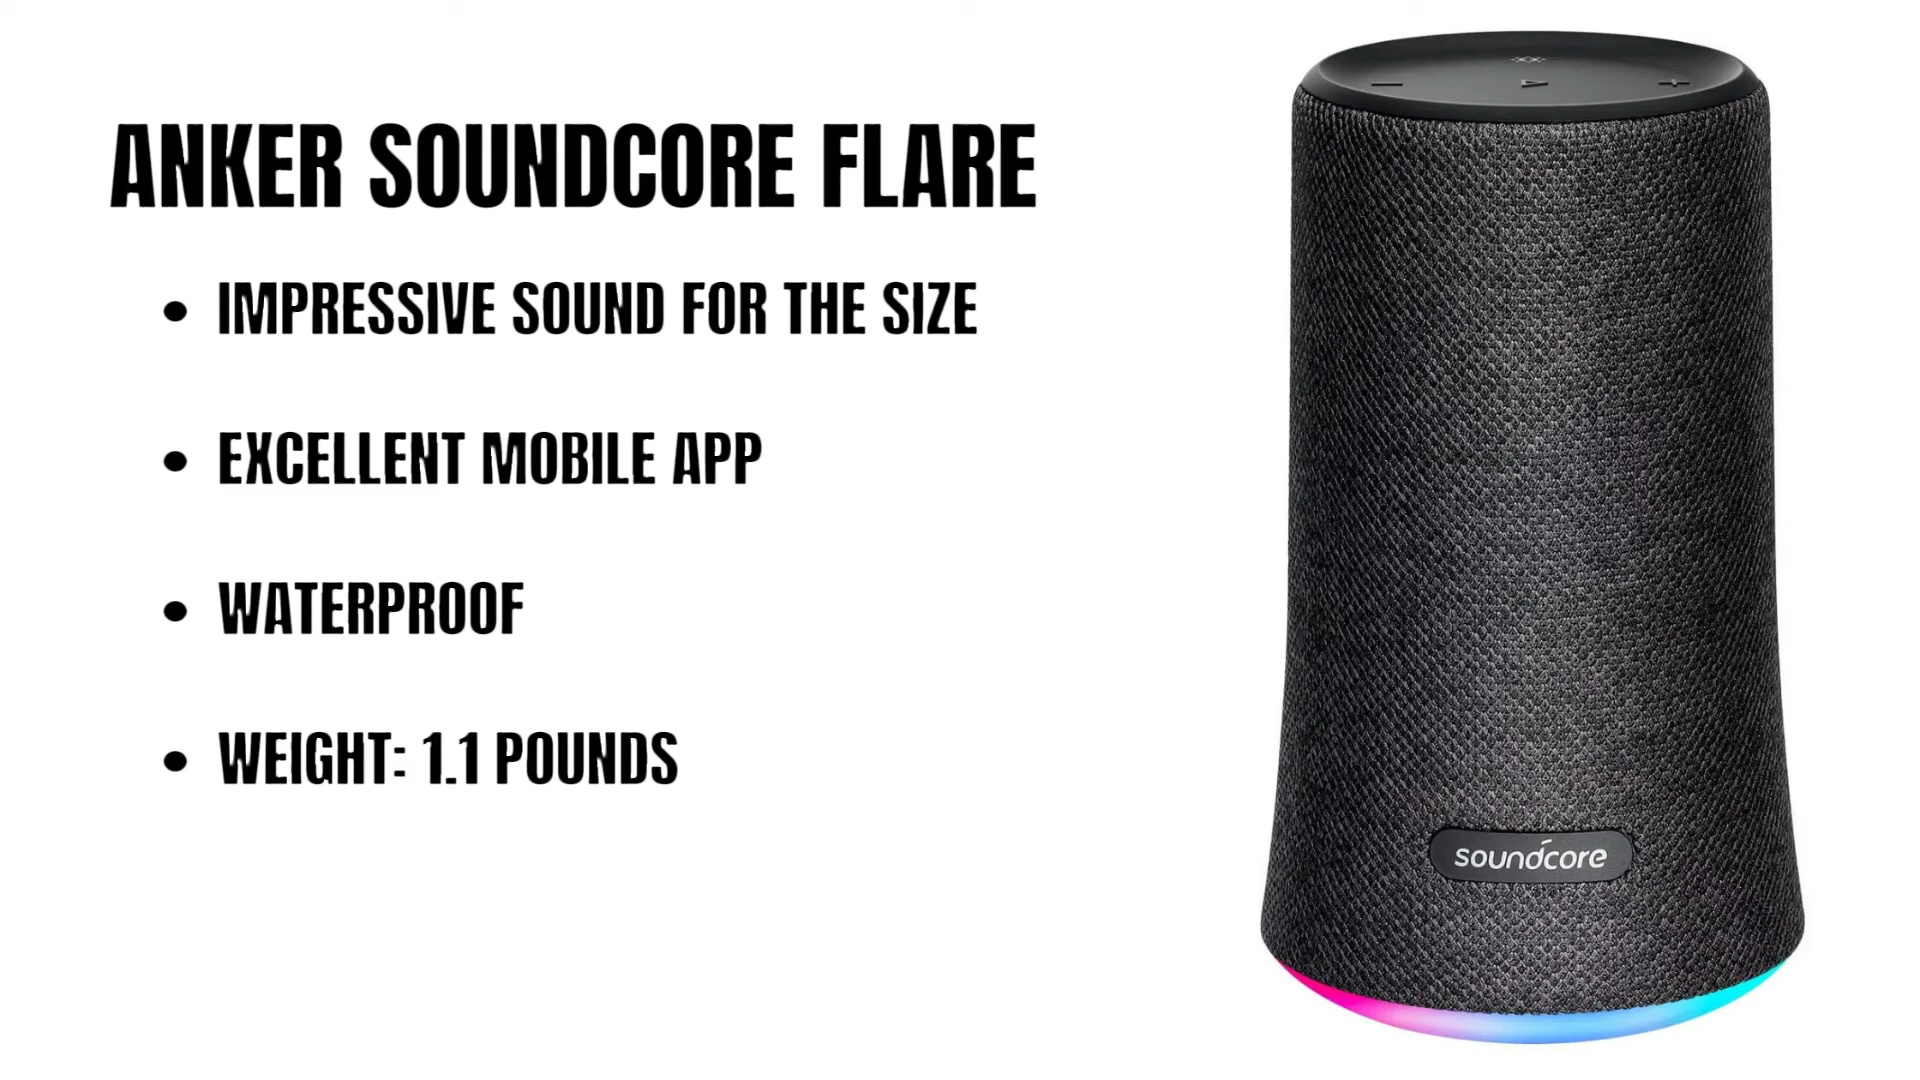 ANKER SOUNDCORE FLARE
• IMPRESSIVE SOUND FOR THE SIZE
• EXCELLENT MOBILE APP
• WATERPROOF
• WEIGHT: 1.1 POUNDS
soundcore